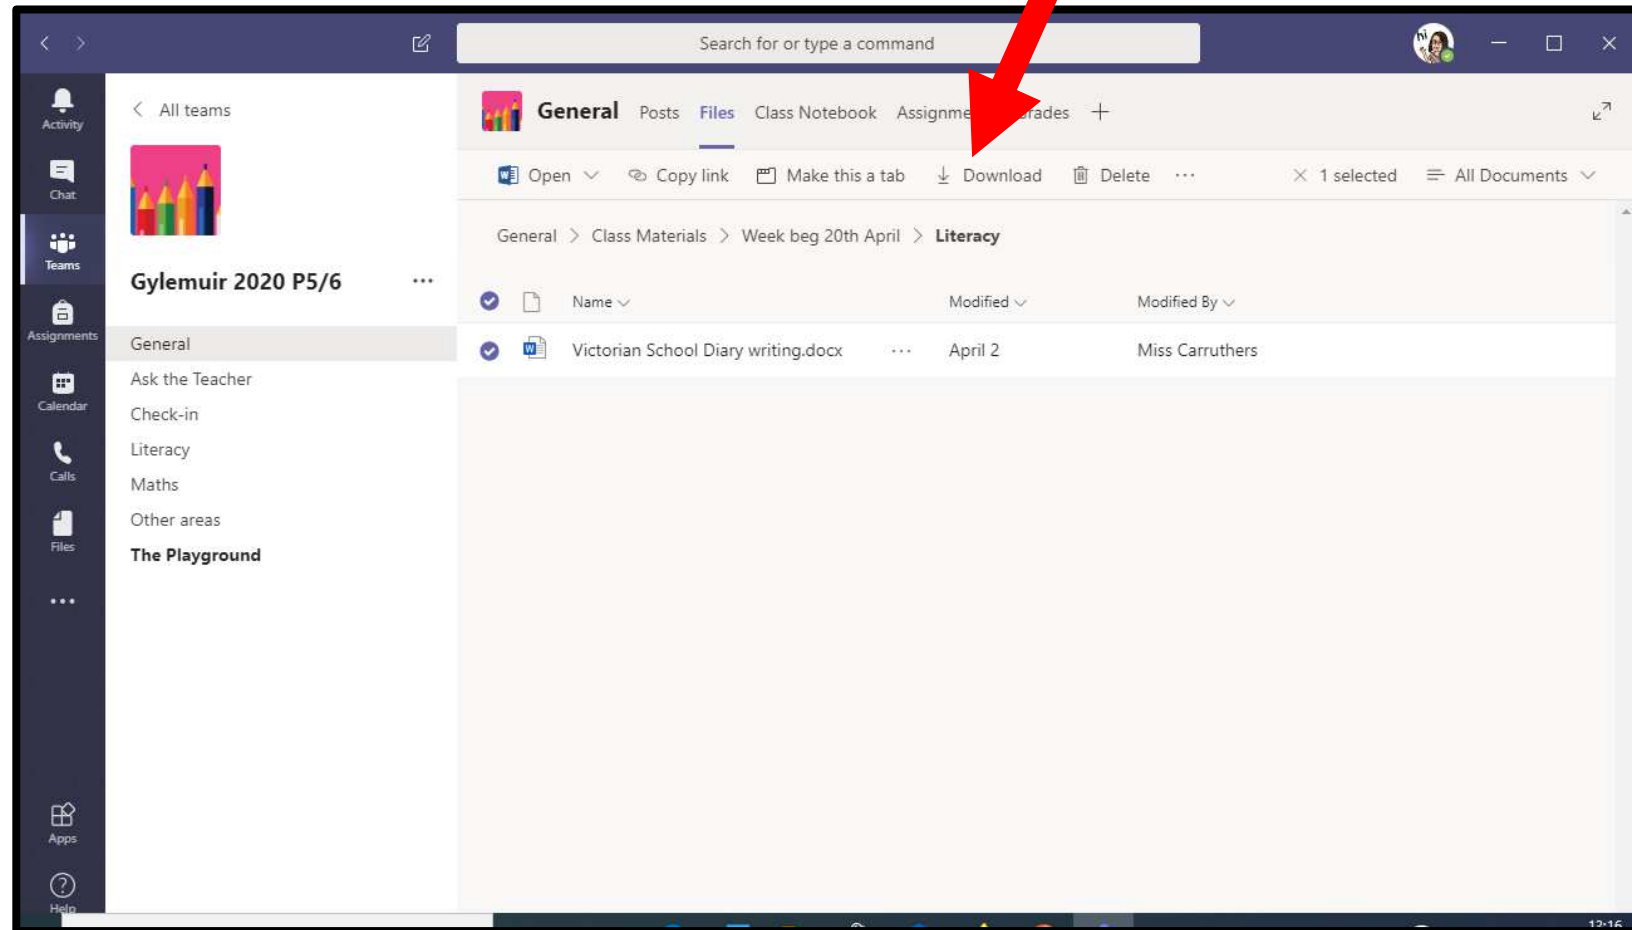 Search for or type a command
hi
Activity
Chat
Teams
Assignments
Calendar
Calls
Files
Apps
Help
All teams
Gylemuir 2020 P5/6
General
Ask the Teacher
Check-in
Literacy
Maths
Other areas
The Playground
General Posts Files Class Notebook
Open Copy link Make this a tab Download Delete 1 selected All Documents
General > Class Materials > Week beg 20th April > Literacy
Name Modified Modified By
Victorian School Diary writing.docx ... April 2 Miss Carruthers
12:16